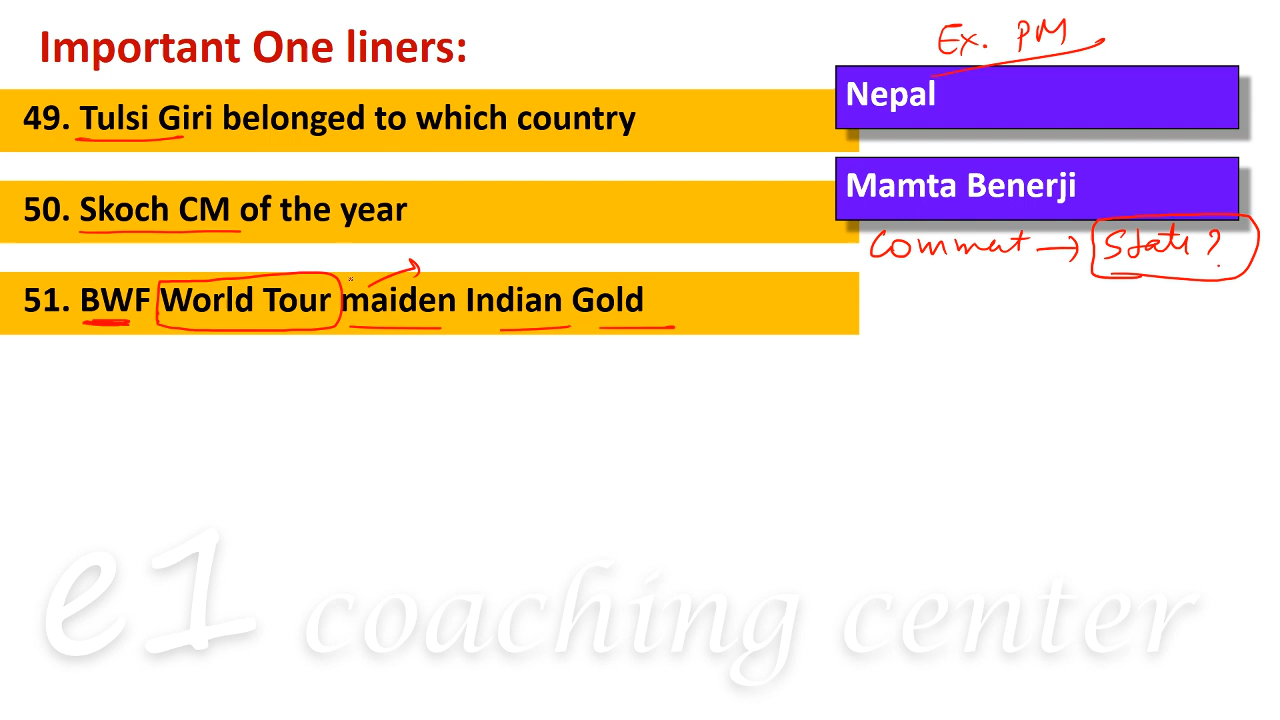 Important One liners:
Ex. PM
49. Tulsi Giri belonged to which country
Nepal
50. Skoch CM of the year
Mamta Benerji
Comment → State ?
51. BWF World Tour maiden Indian Gold
e1 coaching center